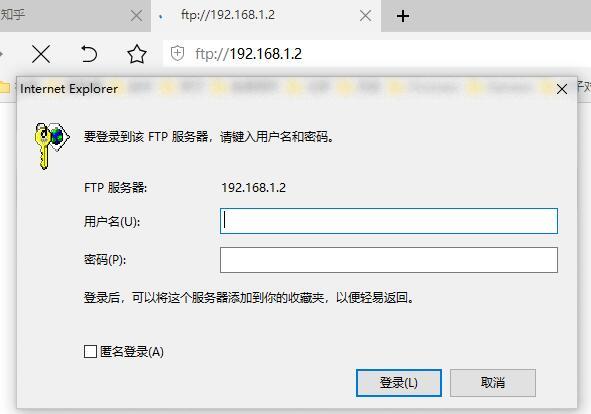 知乎
ftp://192.168.1.2
ftp://192.168.1.2
Internet Explorer
要登录到该 FTP 服务器，请键入用户名和密码。
FTP 服务器:
192.168.1.2
用户名(U):
密码(P):
登录后，可以将这个服务器添加到你的收藏夹，以便轻易返回。
匿名登录(A)
登录(L)
取消